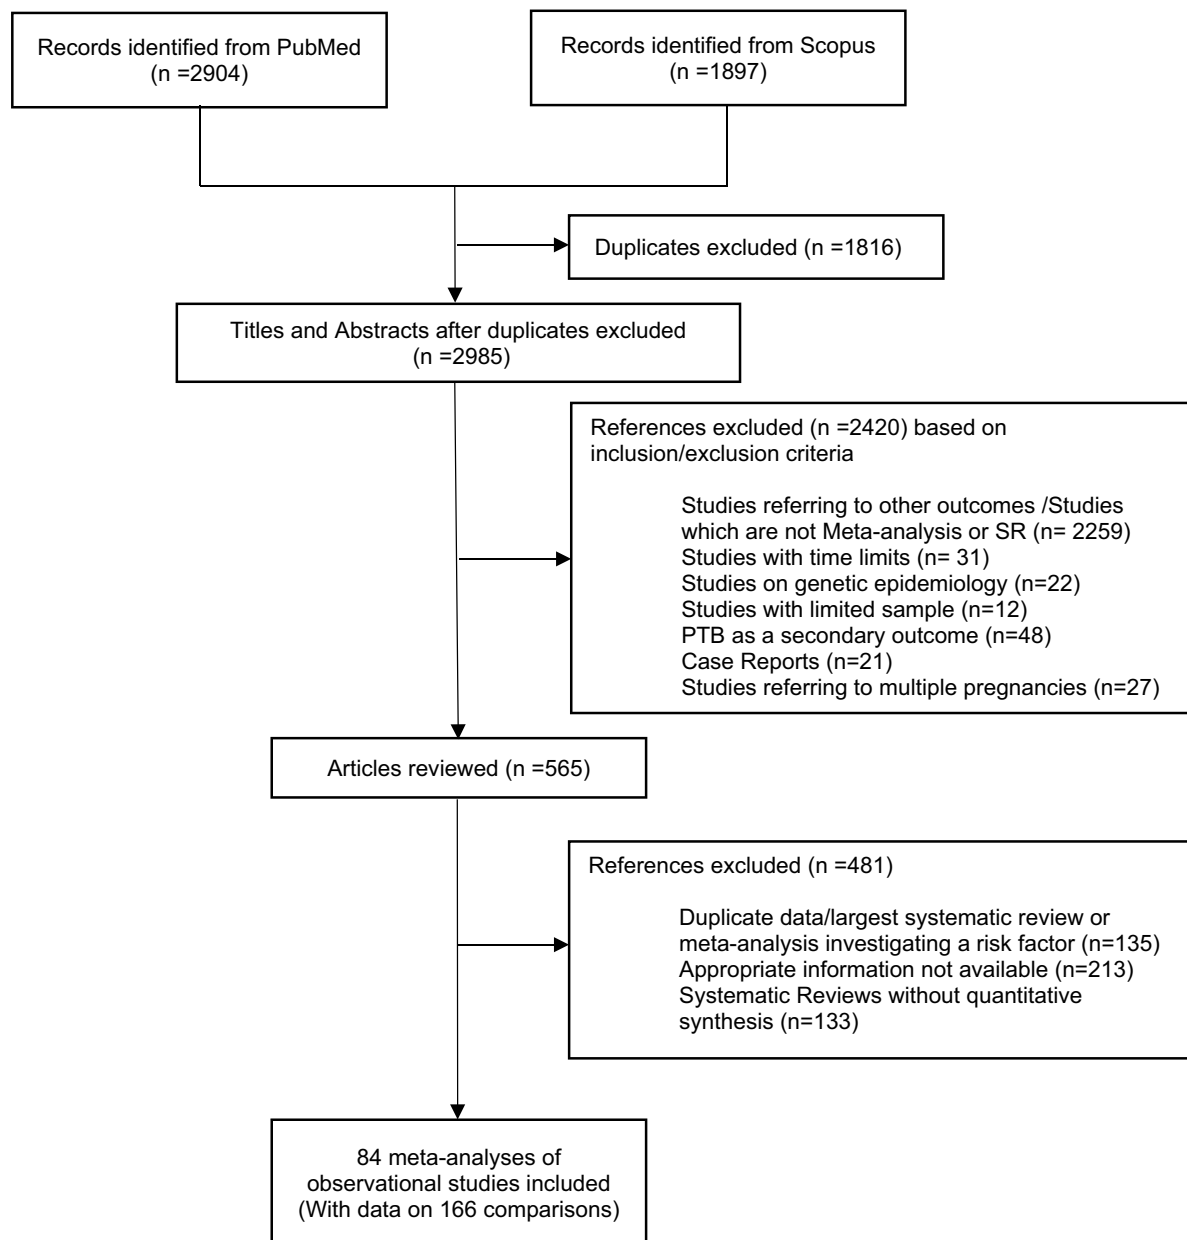 Records identified from PubMed
(n =2904)
Records identified from Scopus
(n =1897)
Duplicates excluded (n =1816)
Titles and Abstracts after duplicates excluded
(n =2985)
References excluded (n =2420) based on
inclusion/exclusion criteria
Studies referring to other outcomes /Studies
which are not Meta-analysis or SR (n= 2259)
Studies with time limits (n= 31)
Studies on genetic epidemiology (n=22)
Studies with limited sample (n=12)
PTB as a secondary outcome (n=48)
Case Reports (n=21)
Studies referring to multiple pregnancies (n=27)
Articles reviewed (n =565)
References excluded (n =481)
Duplicate data/largest systematic review or
meta-analysis investigating a risk factor (n=135)
Appropriate information not available (n=213)
Systematic Reviews without quantitative
synthesis (n=133)
84 meta-analyses of
observational studies included
(With data on 166 comparisons)